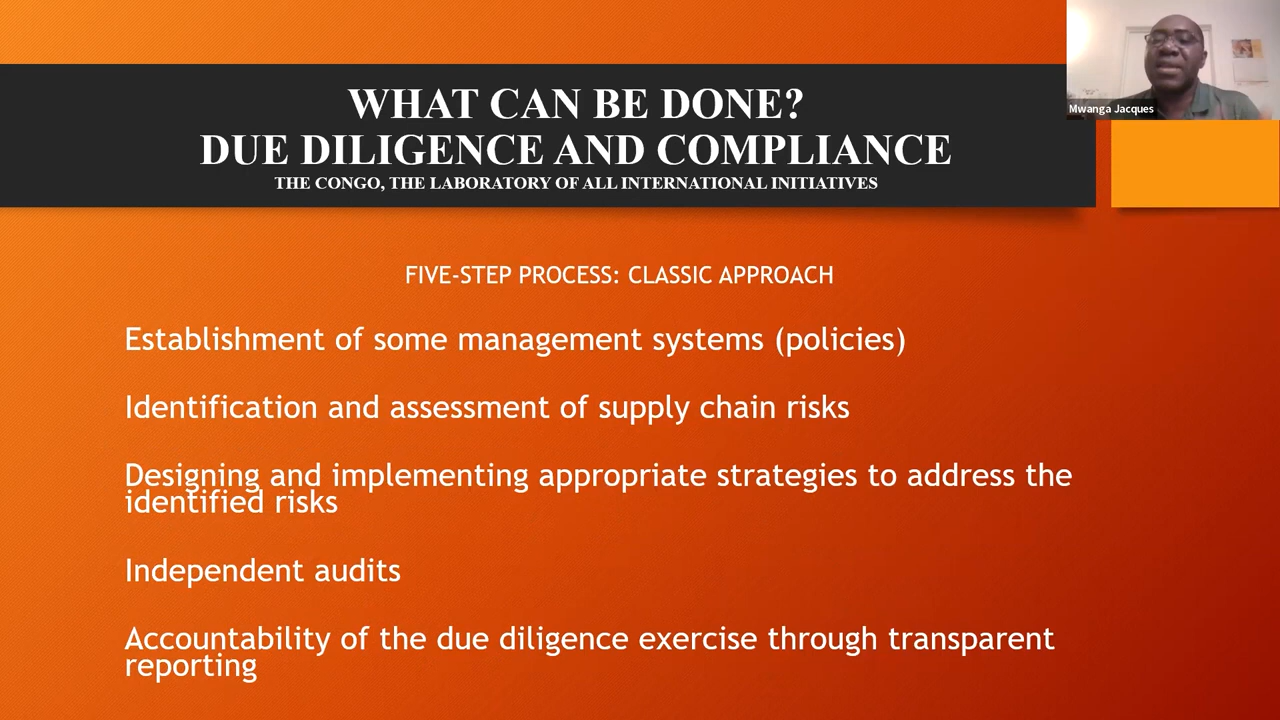 WHAT CAN BE DONE?
DUE DILIGENCE AND COMPLIANCE
THE CONGO, THE LABORATORY OF ALL INTERNATIONAL INITIATIVES
Mwanga Jacques
FIVE-STEP PROCESS: CLASSIC APPROACH
Establishment of some management systems (policies)
Identification and assessment of supply chain risks
Designing and implementing appropriate strategies to address the
identified risks
Independent audits
Accountability of the due diligence exercise through transparent
reporting